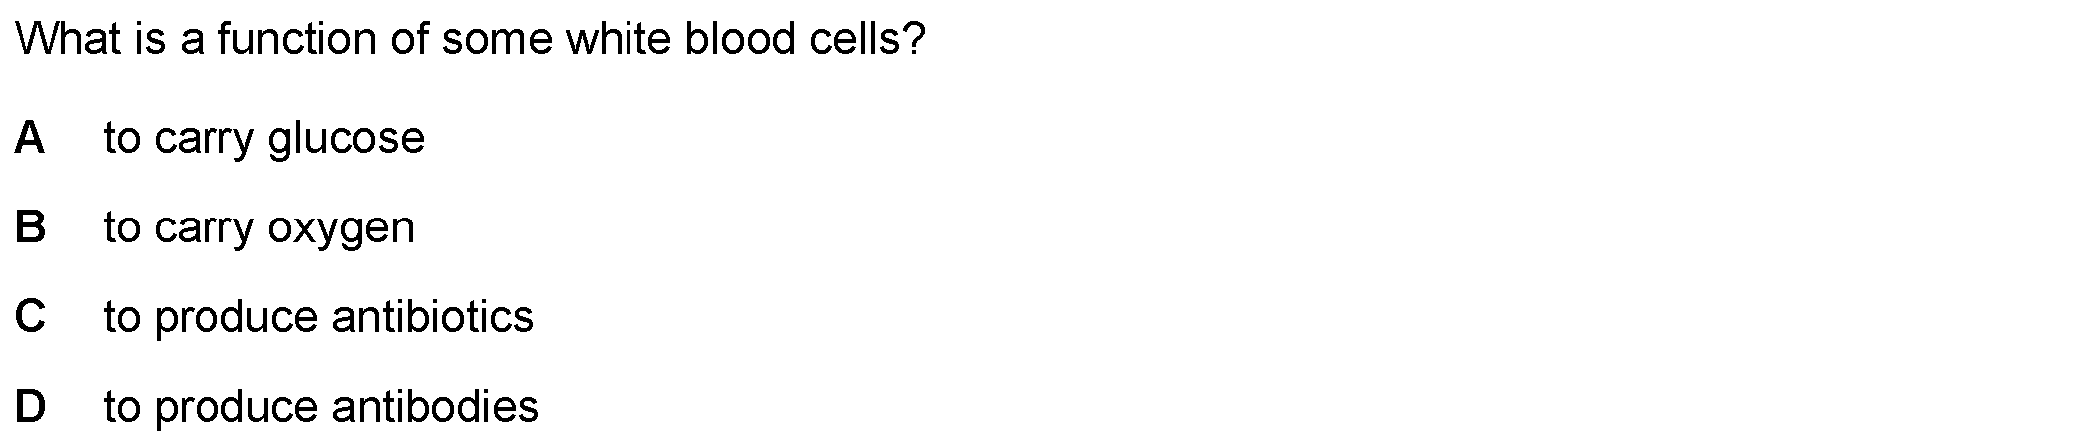 What is a function of some white blood cells?
A to carry glucose
B to carry oxygen
C to produce antibiotics
D to produce antibodies